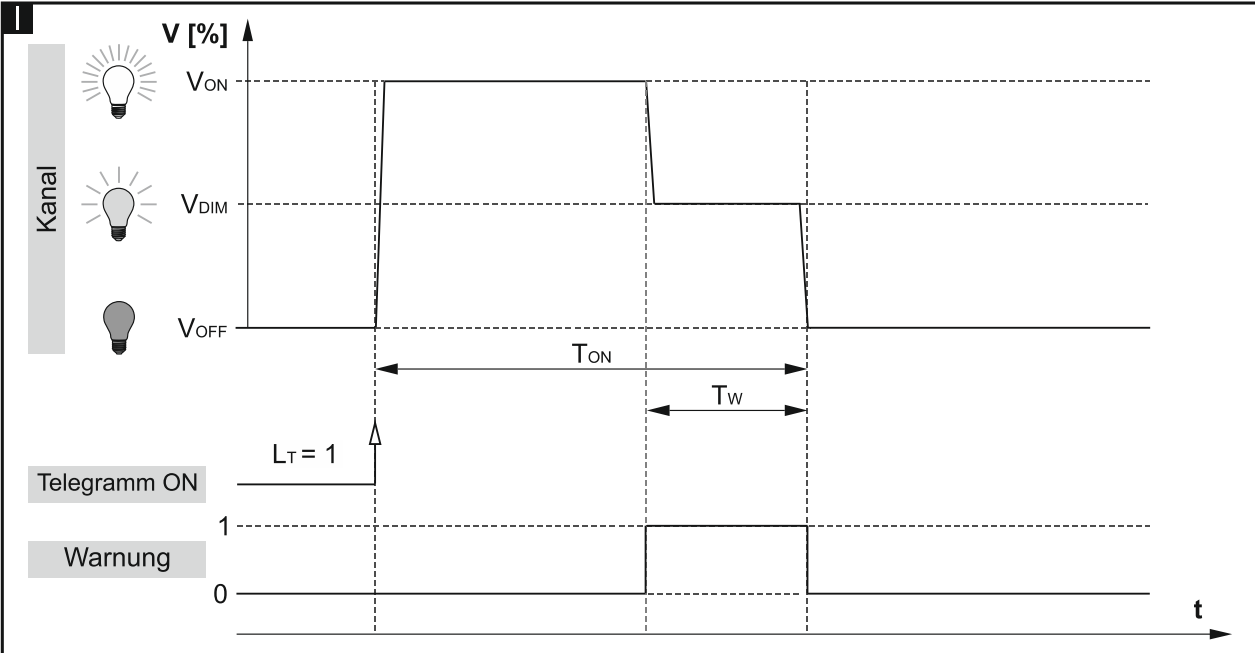 I
V [%]
Kanal
VON
VDIM
VOFF
TON
TW
LT = 1
Telegramm ON
1
Warnung
0
t